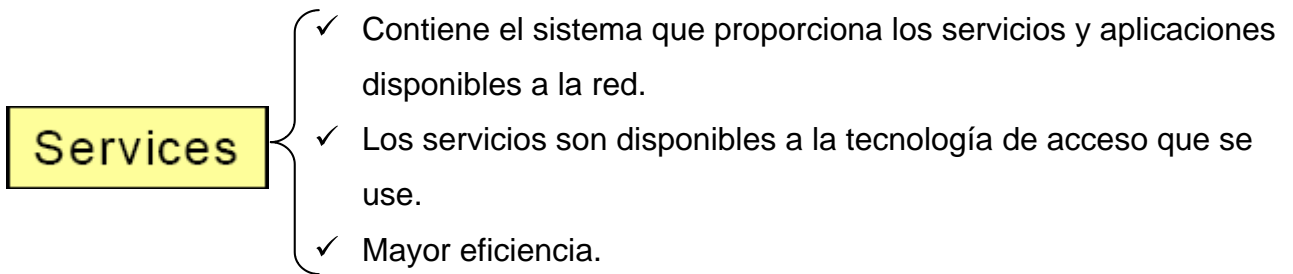 Services
✓ Contiene el sistema que proporciona los servicios y aplicaciones
disponibles a la red.
✓ Los servicios son disponibles a la tecnología de acceso que se
use.
✓ Mayor eficiencia.